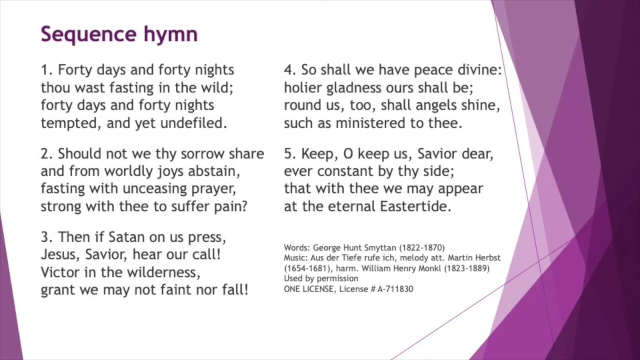 Sequence hymn
1. Forty days and forty nights
thou wast fasting in the wild;
forty days and forty nights
tempted, and yet undefiled.
2. Should not we thy sorrow share
and from worldly joys abstain,
fasting with unceasing prayer,
strong with thee to suffer pain?
3. Then if Satan on us press,
Jesus, Savior, hear our call!
Victor in the wilderness,
grant we may not faint nor fall!
4. So shall we have peace divine:
holier gladness ours shall be;
round us, too, shall angels shine,
such as ministered to thee.
5. Keep, O keep us, Savior dear,
ever constant by thy side;
that with thee we may appear
at the eternal Eastertide.
Words: George Hunt Smyttan (1822-1870)
Music: Aus der Tiefe rufe ich, melody att. Martin Herbst
(1654-1681), harm. William Henry Monkl (1823-1889)
Used by permission
ONE LICENSE, License # A-711830